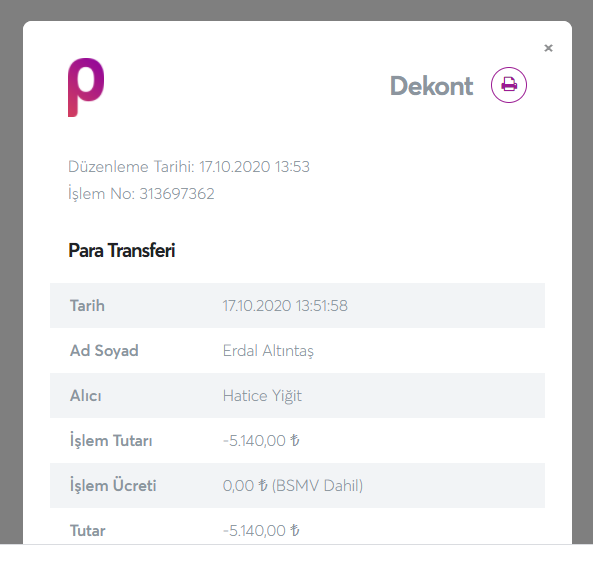 ×
Dekont
Düzenleme Tarihi: 17.10.2020 13:53
İşlem No: 313697362
Para Transferi
Tarih 17.10.2020 13:51:58
Ad Soyad Erdal Altıntaş
Alıcı Hatice Yiğit
İşlem Tutarı -5.140,00 ₺
İşlem Ücreti 0,00 ₺ (BSMV Dahil)
Tutar -5.140,00 ₺